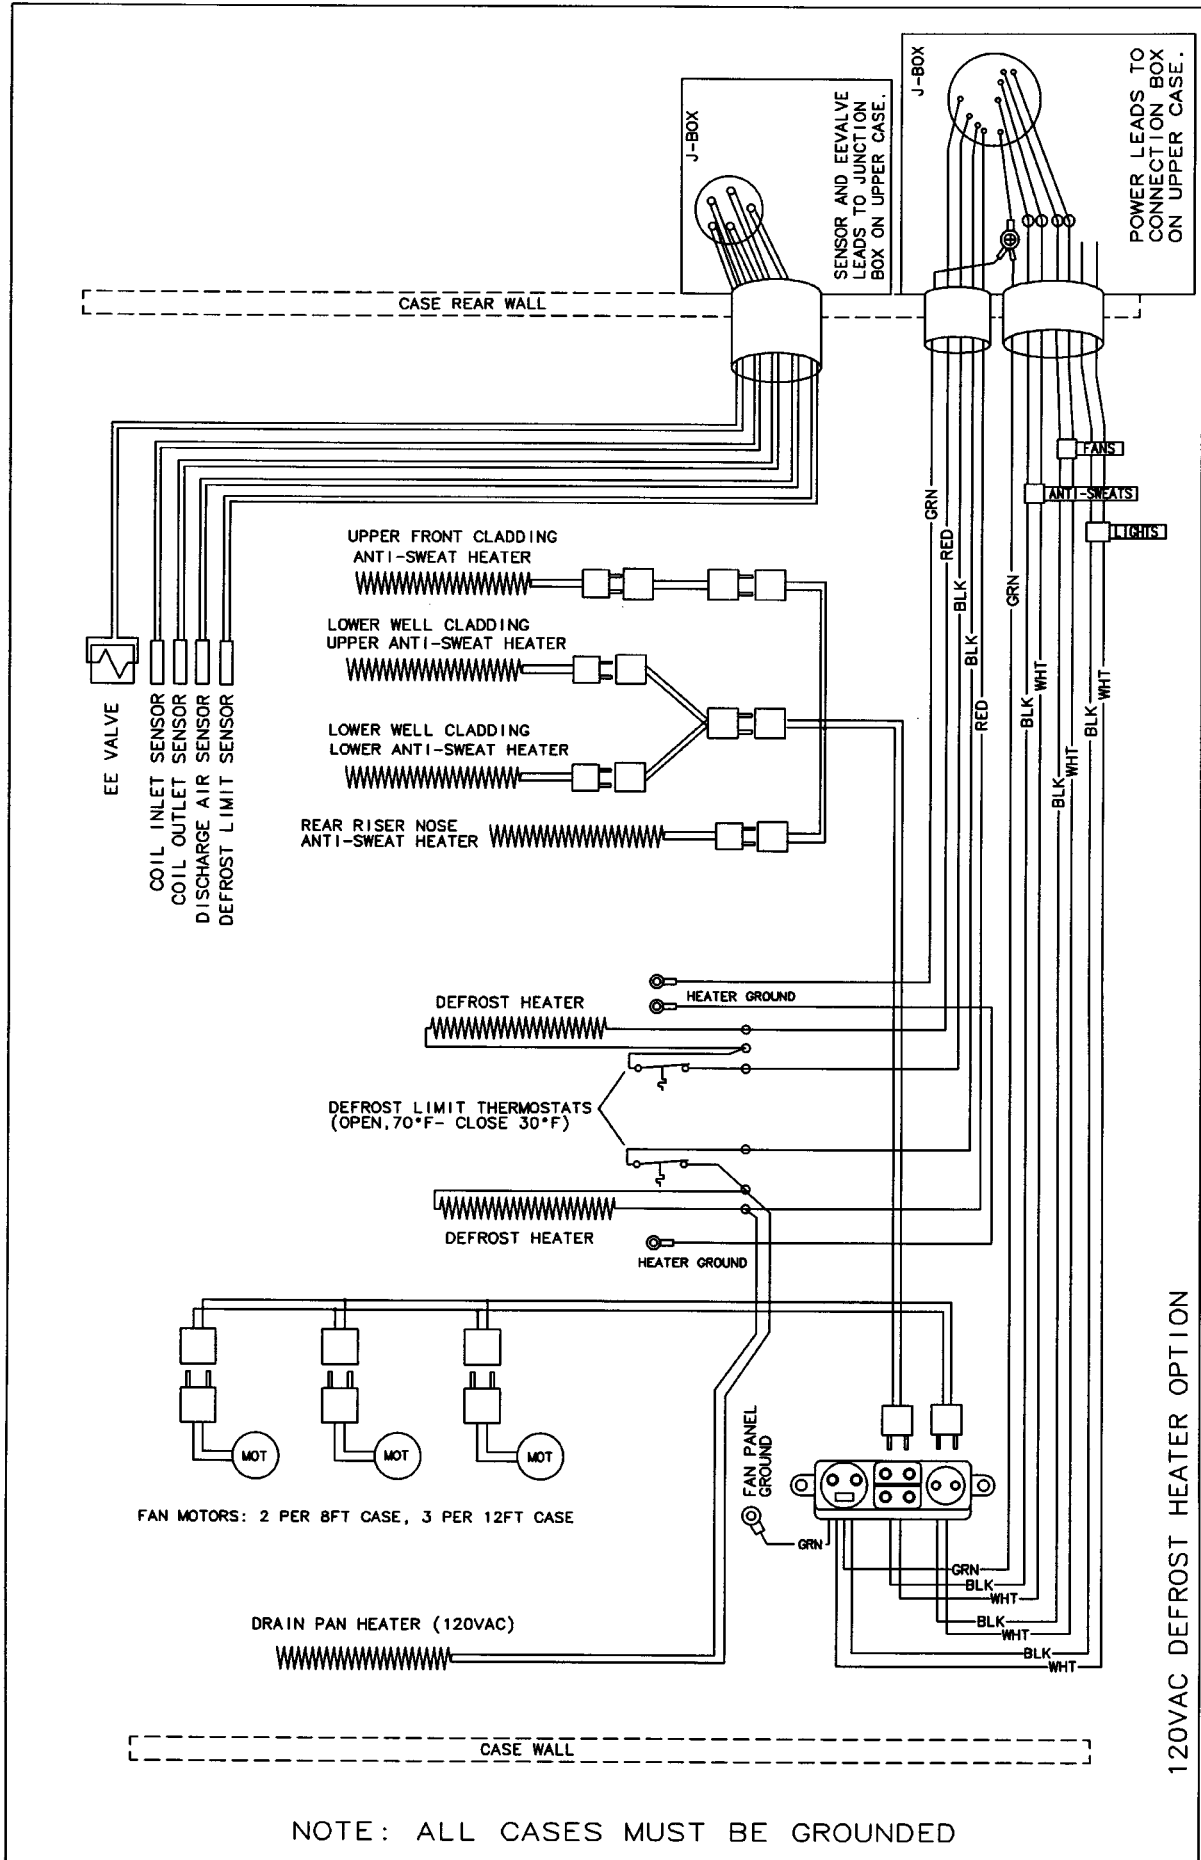 J-BOX
POWER LEADS TO
CONNECTION BOX
ON UPPER CASE.
J-BOX
SENSOR AND EEVALVE
LEADS TO JUNCTION
BOX ON UPPER CASE.
CASE REAR WALL
FANS
ANTI-SWEATS
LIGHTS
GRN
RED
BLK
GRN
BLK
RED
BLK
WHT
BLK
WHT
BLK
WHT
UPPER FRONT CLADDING
ANTI-SWEAT HEATER
LOWER WELL CLADDING
UPPER ANTI-SWEAT HEATER
LOWER WELL CLADDING
LOWER ANTI-SWEAT HEATER
REAR RISER NOSE
ANTI-SWEAT HEATER
EE VALVE
COIL INLET SENSOR
COIL OUTLET SENSOR
DISCHARGE AIR SENSOR
DEFROST LIMIT SENSOR
HEATER GROUND
DEFROST HEATER
DEFROST LIMIT THERMOSTATS
(OPEN,70°F- CLOSE 30°F)
DEFROST HEATER
HEATER GROUND
MOT
MOT
MOT
FAN PANEL
GROUND
FAN MOTORS: 2 PER 8FT CASE, 3 PER 12FT CASE
GRN
GRN
BLK
WHT
BLK
WHT
BLK
WHT
DRAIN PAN HEATER (120VAC)
CASE WALL
120VAC DEFROST HEATER OPTION
NOTE: ALL CASES MUST BE GROUNDED